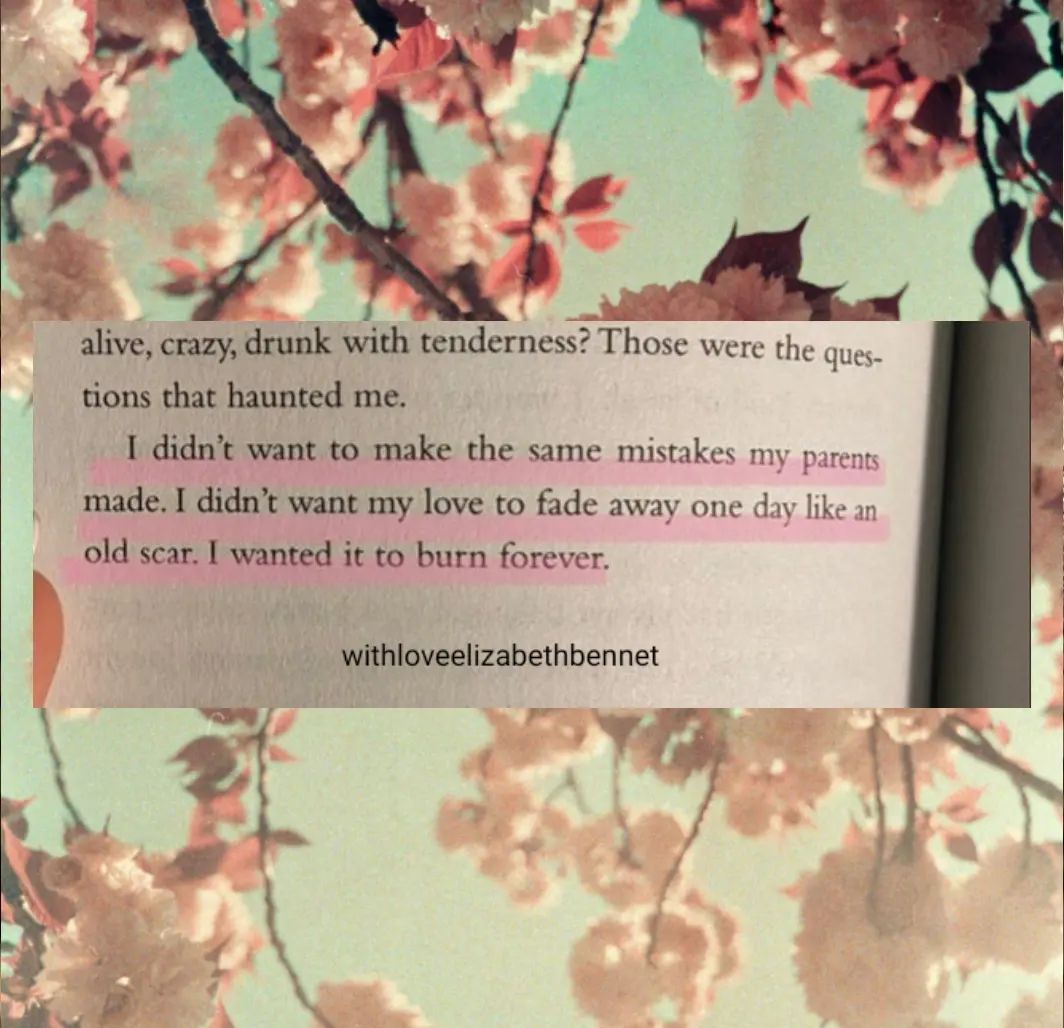 alive, crazy, drunk with tenderness? Those were the ques-
tions that haunted me.
I didn't want to make the same mistakes my parents
made. I didn't want my love to fade away one day like an
old scar. I wanted it to burn forever.
withloveelizabethbennet